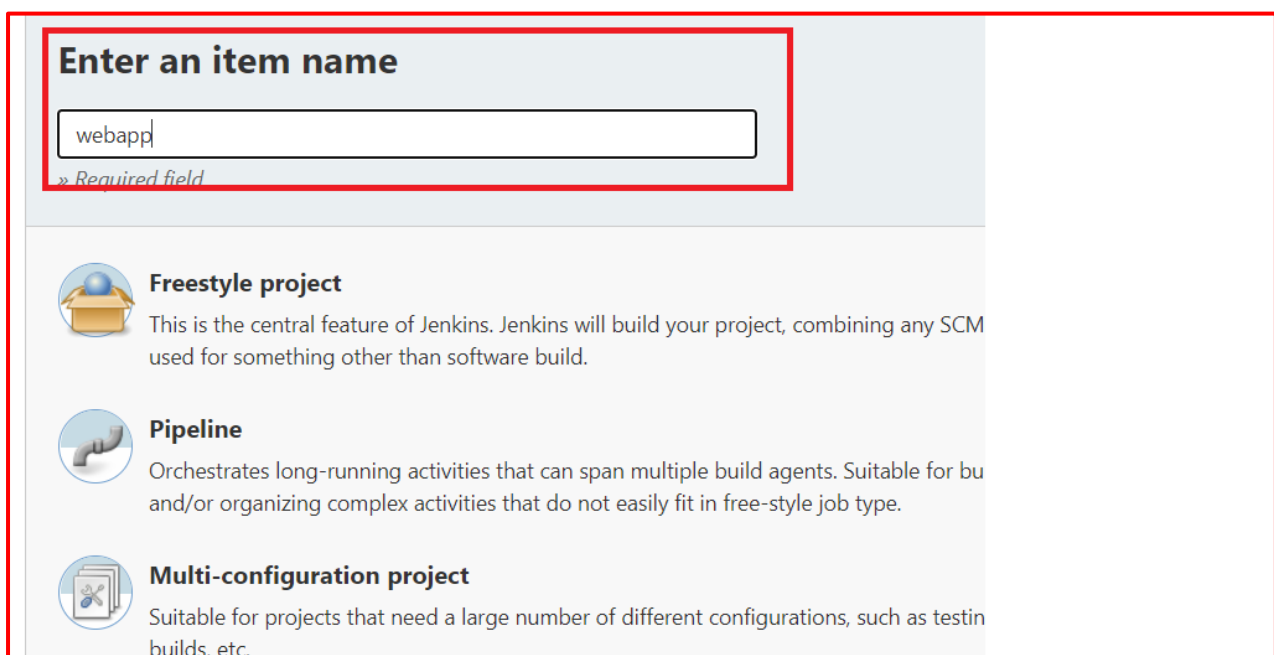 Enter an item name
webapp
» Required field
Freestyle project
This is the central feature of Jenkins. Jenkins will build your project, combining any SCM
used for something other than software build.
Pipeline
Orchestrates long-running activities that can span multiple build agents. Suitable for bu
and/or organizing complex activities that do not easily fit in free-style job type.
Multi-configuration project
Suitable for projects that need a large number of different configurations, such as testin
builds, etc.